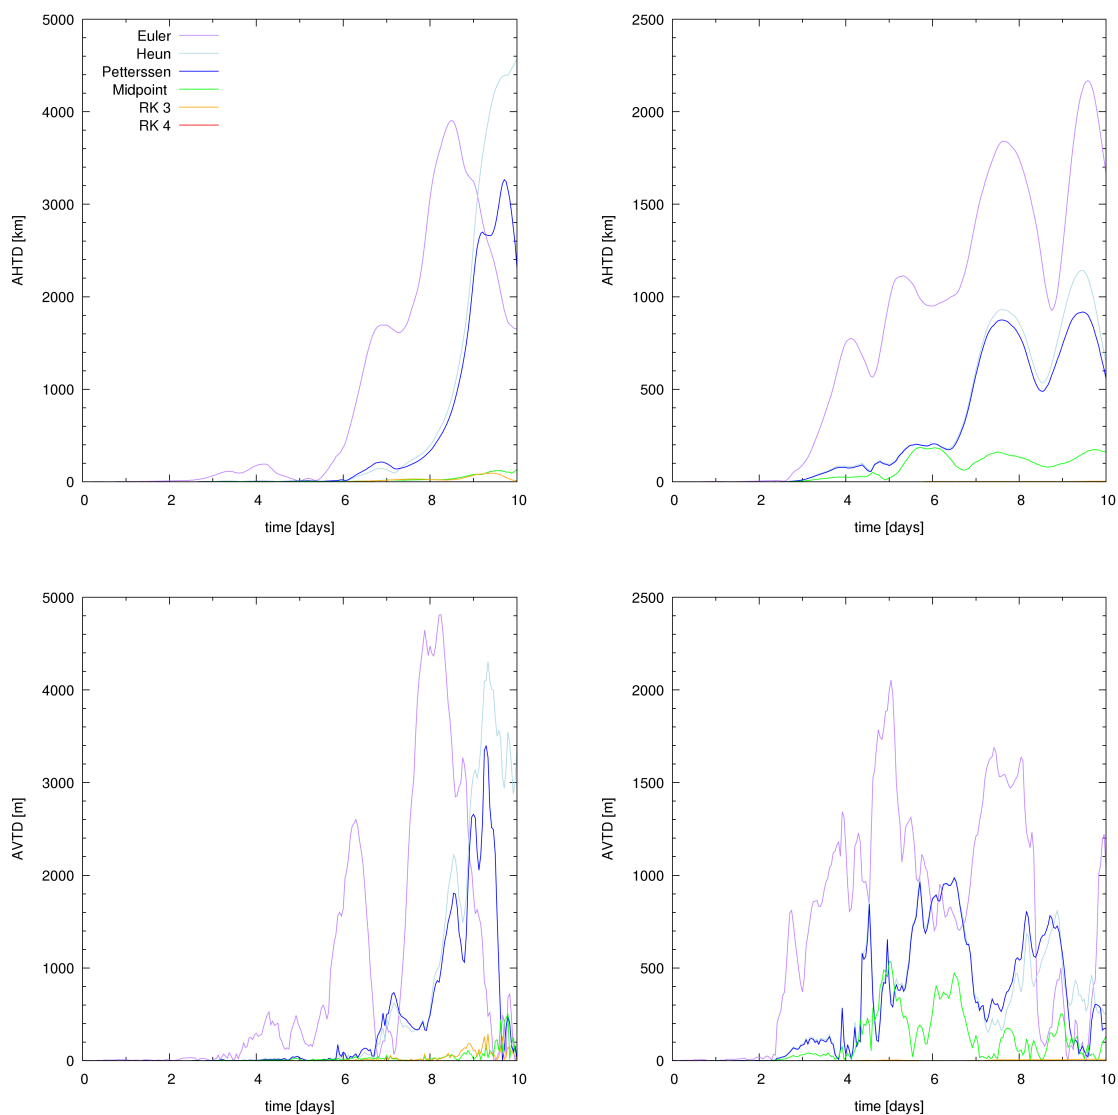 5000
4000
3000
2000
1000
0
AHTD [km]
Euler
Heun
Petterssen
Midpoint
RK 3
RK 4
0 2 4 6 8 10
time [days]
2500
2000
1500
1000
500
0
AHTD [km]
0 2 4 6 8 10
time [days]
5000
4000
3000
2000
1000
0
AVTD [m]
0 2 4 6 8 10
time [days]
2500
2000
1500
1000
500
0
AVTD [m]
0 2 4 6 8 10
time [days]